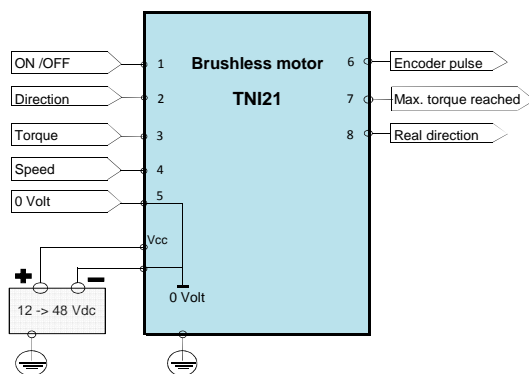 Brushless motor
TNI21
ON /OFF
1
Direction
2
Torque
3
Speed
4
0 Volt
5
6
Encoder pulse
7
Max. torque reached
8
Real direction
Vcc
+
−
12 -> 48 Vdc
0 Volt